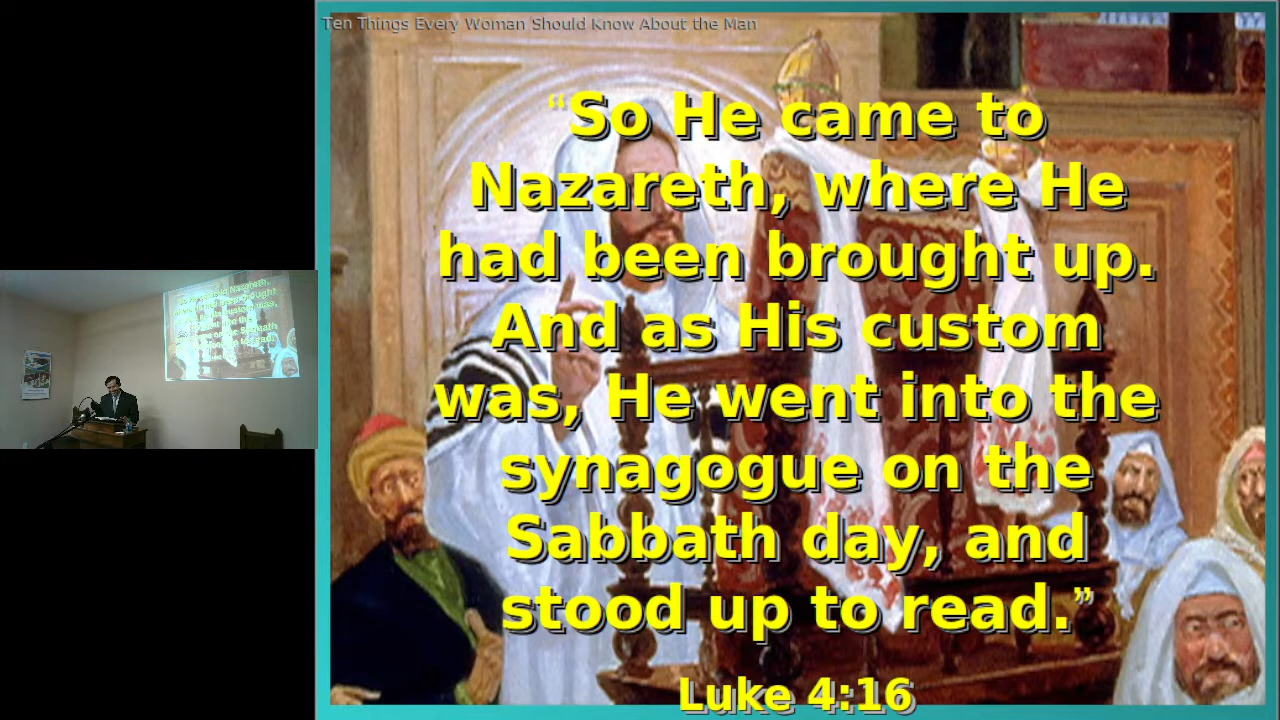 Ten Things Every Woman Should Know About the Man
“So He came to
Nazareth, where He
had been brought up.
And as His custom
was, He went into the
synagogue on the
Sabbath day, and
stood up to read.”
Luke 4:16